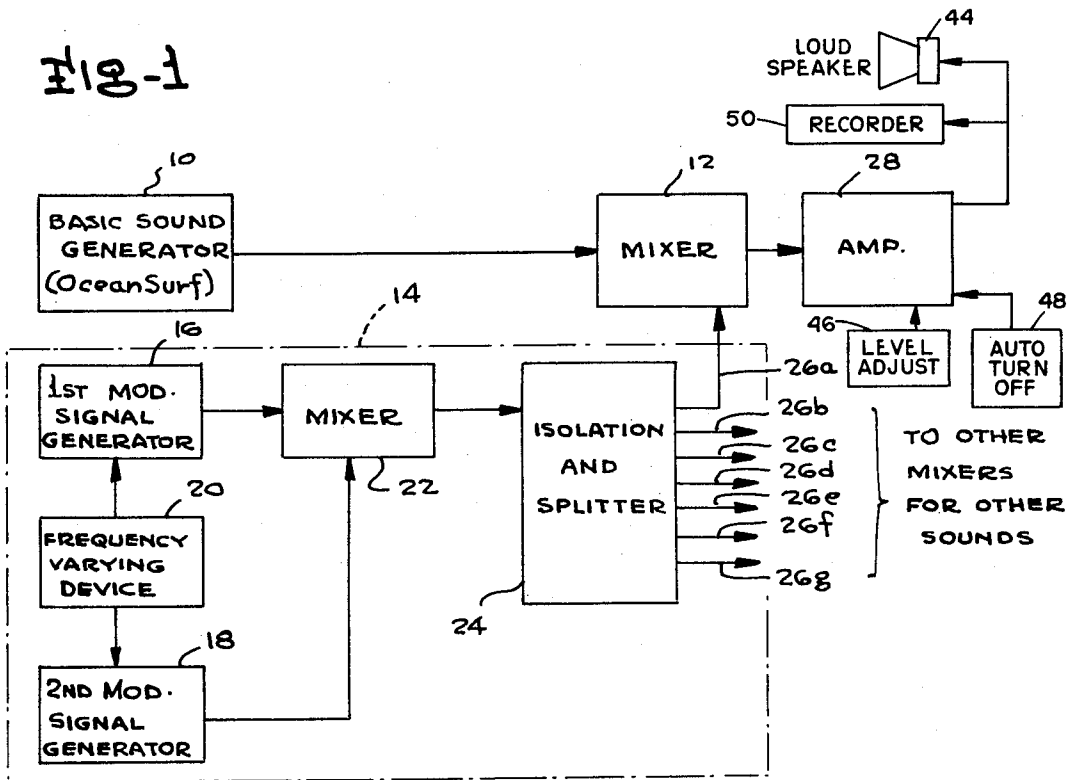 Fig-1
44
LOUD
SPEAKER
50
RECORDER
10
BASIC SOUND
GENERATOR
(Ocean Surf)
12
MIXER
28
AMP.
46
LEVEL
ADJUST
48
AUTO
TURN
OFF
14
16
1ST MOD.
SIGNAL
GENERATOR
MIXER
22
20
FREQUENCY
VARYING
DEVICE
18
2ND MOD.
SIGNAL
GENERATOR
ISOLATION
AND
SPLITTER
24
26a
26b
26c
26d
26e
26f
26g
TO OTHER
MIXERS
FOR OTHER
SOUNDS